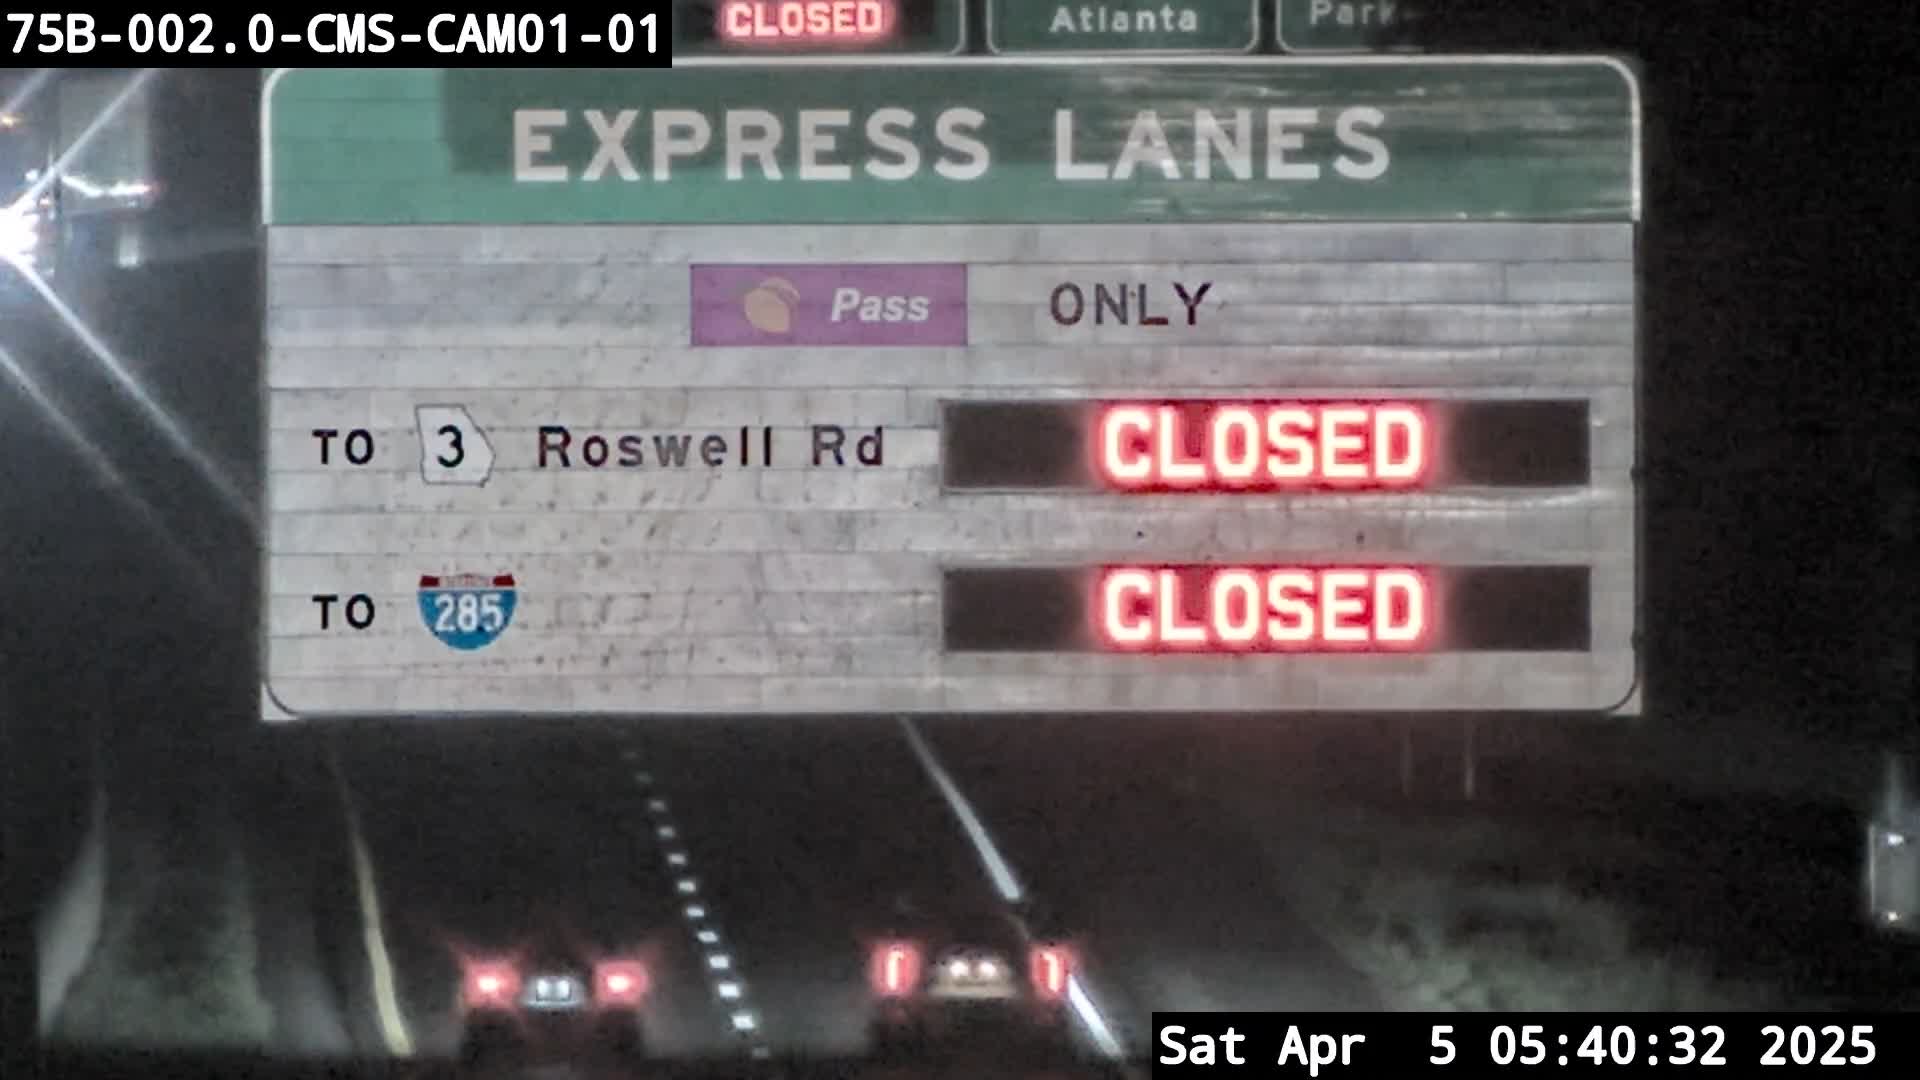 75B-002.0-CMS-CAM01-01
CLOSED
Atlanta
Park
EXPRESS LANES
Pass ONLY
TO 3 Roswell Rd CLOSED
TO 285 CLOSED
Sat Apr 5 05:40:32 2025